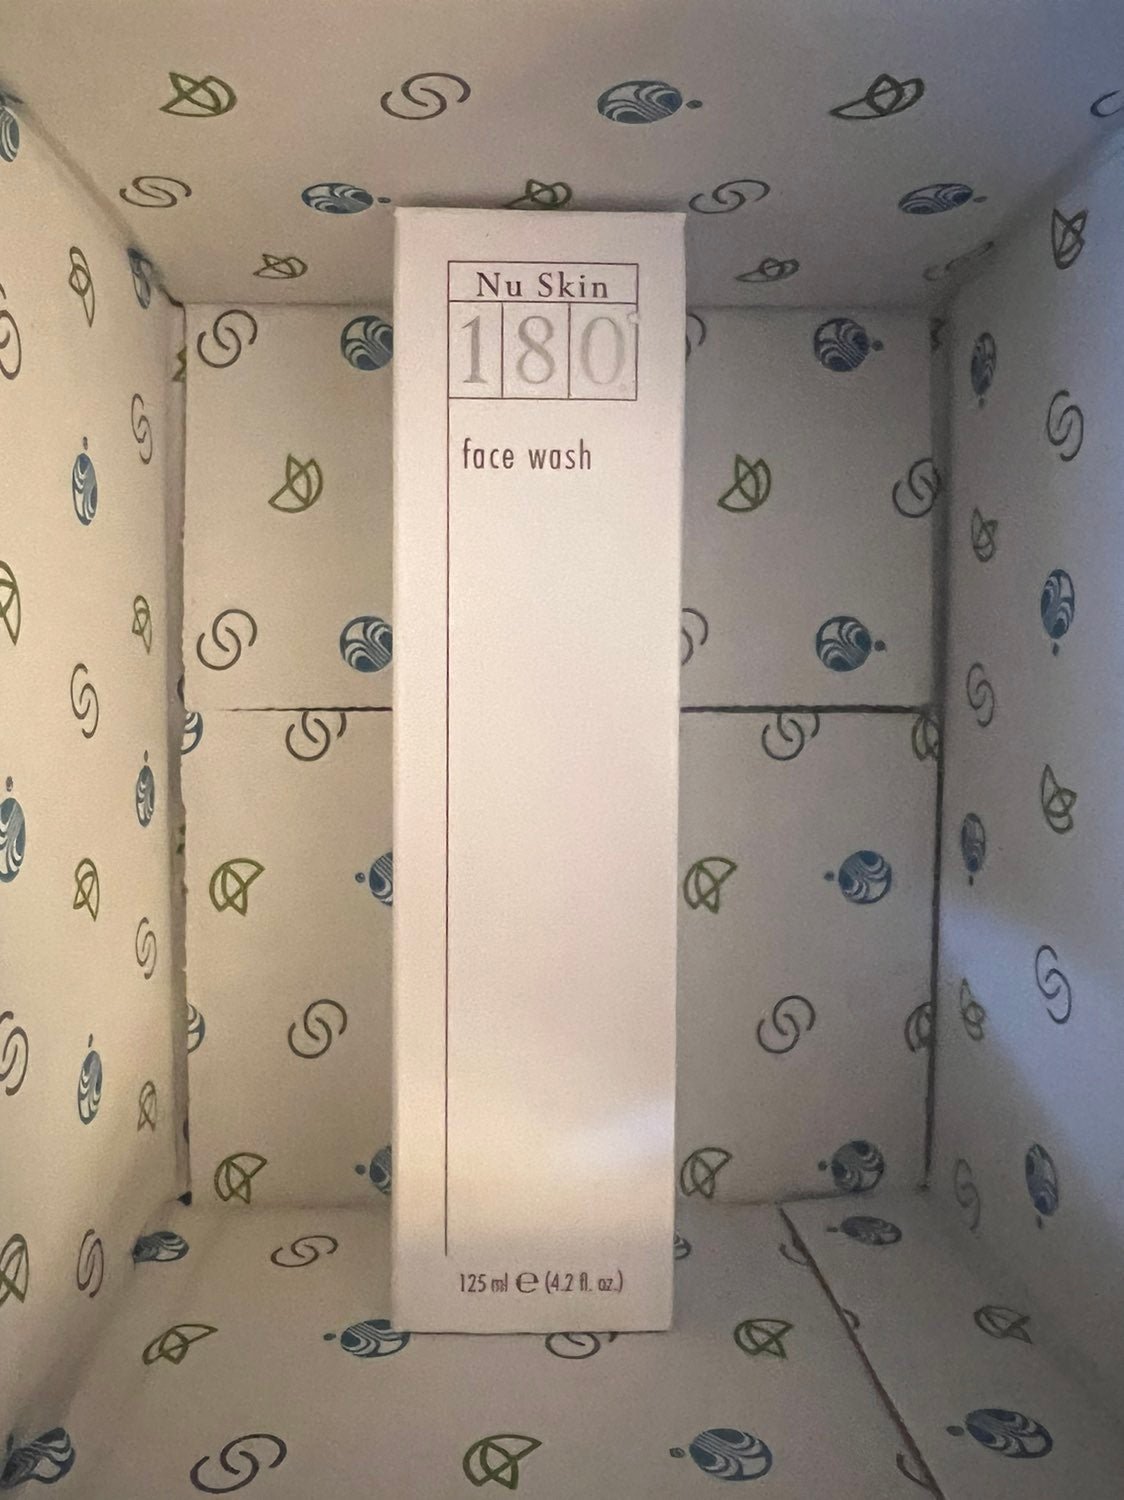 Nu Skin
180°
face wash
125 ml ℮ (4.2 fl. oz.)